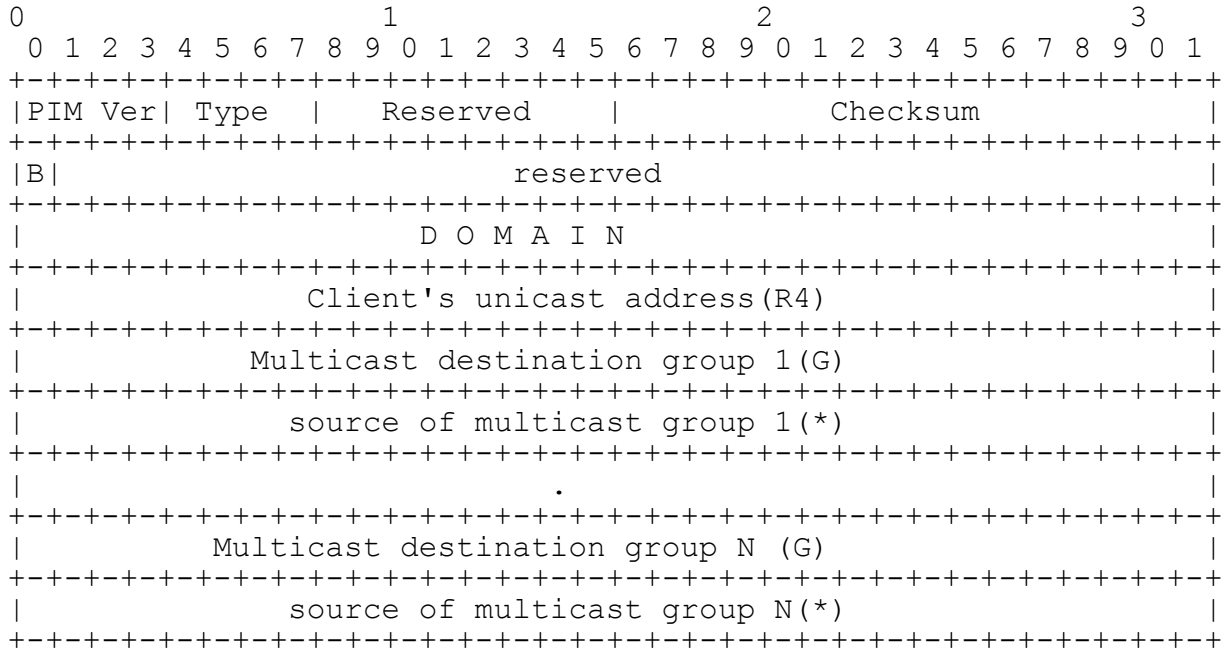 0                   1                   2                   3
 0 1 2 3 4 5 6 7 8 9 0 1 2 3 4 5 6 7 8 9 0 1 2 3 4 5 6 7 8 9 0 1
+-+-+-+-+-+-+-+-+-+-+-+-+-+-+-+-+-+-+-+-+-+-+-+-+-+-+-+-+-+-+-+-+
|PIM Ver| Type  |   Reserved    |           Checksum            |
+-+-+-+-+-+-+-+-+-+-+-+-+-+-+-+-+-+-+-+-+-+-+-+-+-+-+-+-+-+-+-+-+
|B|                        reserved                             |
+-+-+-+-+-+-+-+-+-+-+-+-+-+-+-+-+-+-+-+-+-+-+-+-+-+-+-+-+-+-+-+-+
|                     D O M A I N                               |
+-+-+-+-+-+-+-+-+-+-+-+-+-+-+-+-+-+-+-+-+-+-+-+-+-+-+-+-+-+-+-+-+
|               Client's unicast address(R4)                    |
+-+-+-+-+-+-+-+-+-+-+-+-+-+-+-+-+-+-+-+-+-+-+-+-+-+-+-+-+-+-+-+-+
|            Multicast destination group 1(G)                   |
+-+-+-+-+-+-+-+-+-+-+-+-+-+-+-+-+-+-+-+-+-+-+-+-+-+-+-+-+-+-+-+-+
|              source of multicast group 1(*)                   |
+-+-+-+-+-+-+-+-+-+-+-+-+-+-+-+-+-+-+-+-+-+-+-+-+-+-+-+-+-+-+-+-+
|                            .                                  |
+-+-+-+-+-+-+-+-+-+-+-+-+-+-+-+-+-+-+-+-+-+-+-+-+-+-+-+-+-+-+-+-+
|          Multicast destination group N (G)                    |
+-+-+-+-+-+-+-+-+-+-+-+-+-+-+-+-+-+-+-+-+-+-+-+-+-+-+-+-+-+-+-+-+
|              source of multicast group N(*)                   |
+-+-+-+-+-+-+-+-+-+-+-+-+-+-+-+-+-+-+-+-+-+-+-+-+-+-+-+-+-+-+-+-+